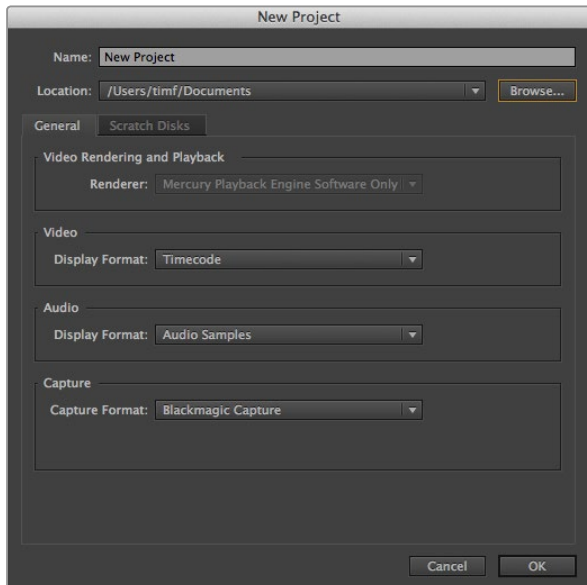 New Project
Name: New Project
Location: /Users/timf/Documents Browse...
General Scratch Disks
Video Rendering and Playback
Renderer: Mercury Playback Engine Software Only
Video
Display Format: Timecode
Audio
Display Format: Audio Samples
Capture
Capture Format: Blackmagic Capture
Cancel OK